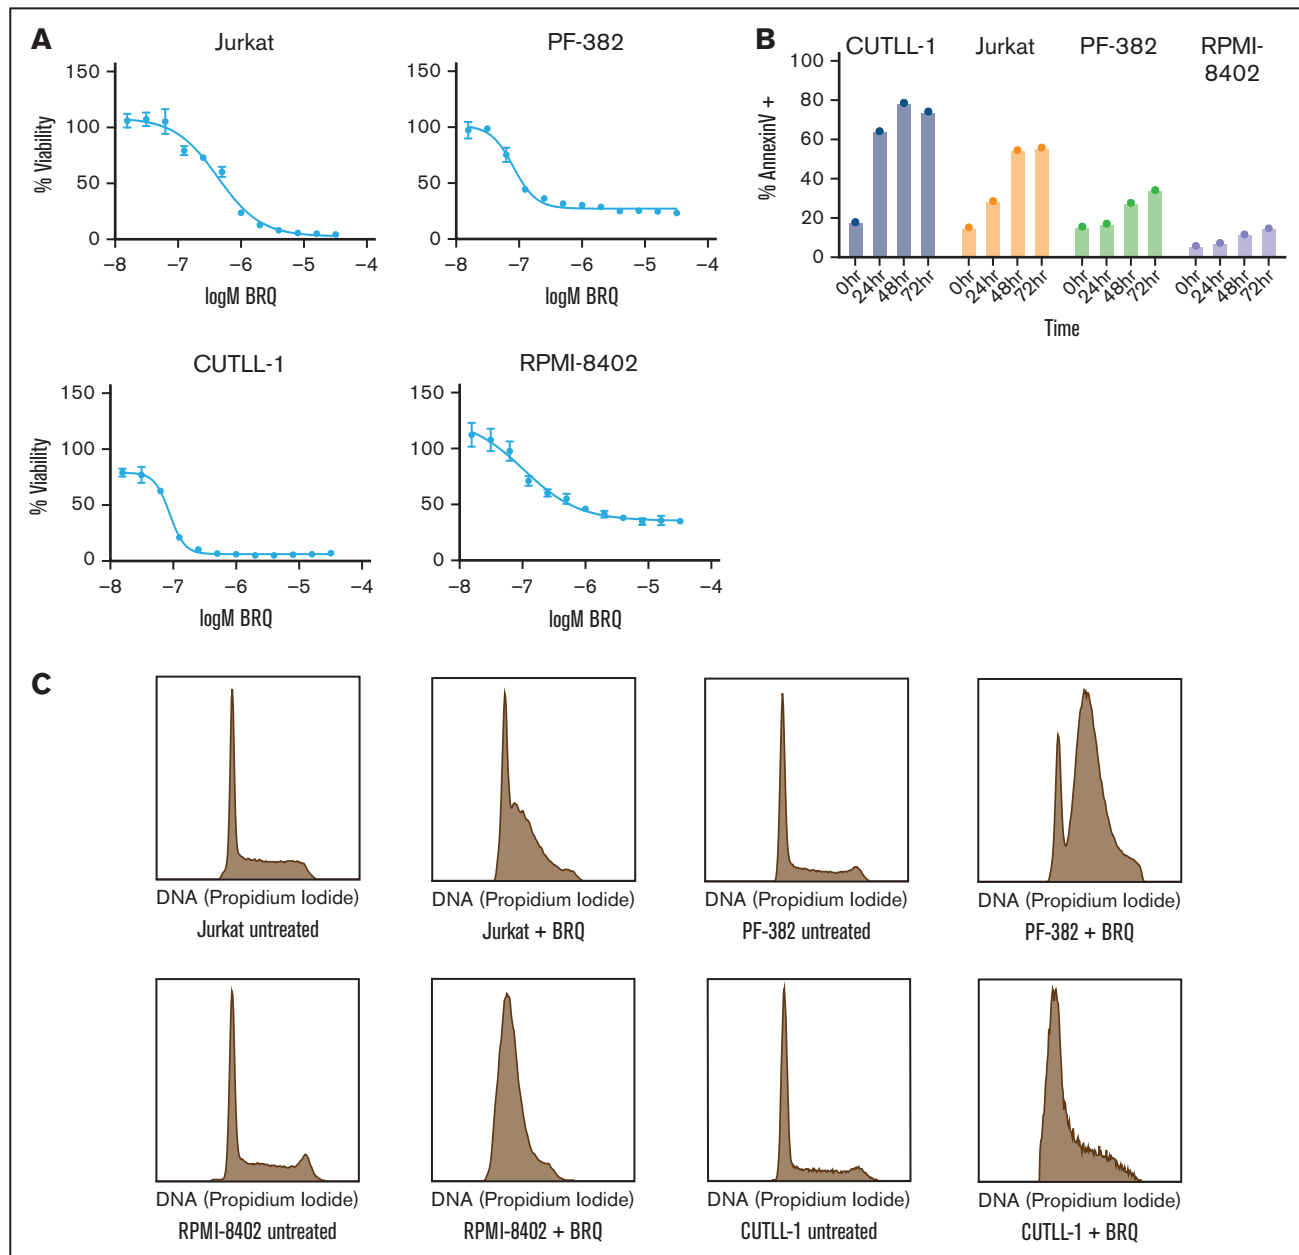 A
Jurkat
150
100
50
0
% Viability
−8
−7
−6
−5
−4
logM BRQ
PF-382
150
100
50
0
−8
−7
−6
−5
−4
logM BRQ
CUTLL-1
150
100
50
0
% Viability
−8
−7
−6
−5
−4
logM BRQ
RPMI-8402
150
100
50
0
−8
−7
−6
−5
−4
logM BRQ
B
CUTLL-1
Jurkat
PF-382
RPMI-
8402
100
80
60
40
20
0
% AnnexinV +
0hr
24hr
48hr
72hr
0hr
24hr
48hr
72hr
0hr
24hr
48hr
72hr
0hr
24hr
48hr
72hr
Time
C
DNA (Propidium Iodide)
Jurkat untreated
DNA (Propidium Iodide)
Jurkat + BRQ
DNA (Propidium Iodide)
PF-382 untreated
DNA (Propidium Iodide)
PF-382 + BRQ
DNA (Propidium Iodide)
RPMI-8402 untreated
DNA (Propidium Iodide)
RPMI-8402 + BRQ
DNA (Propidium Iodide)
CUTLL-1 untreated
DNA (Propidium Iodide)
CUTLL-1 + BRQ